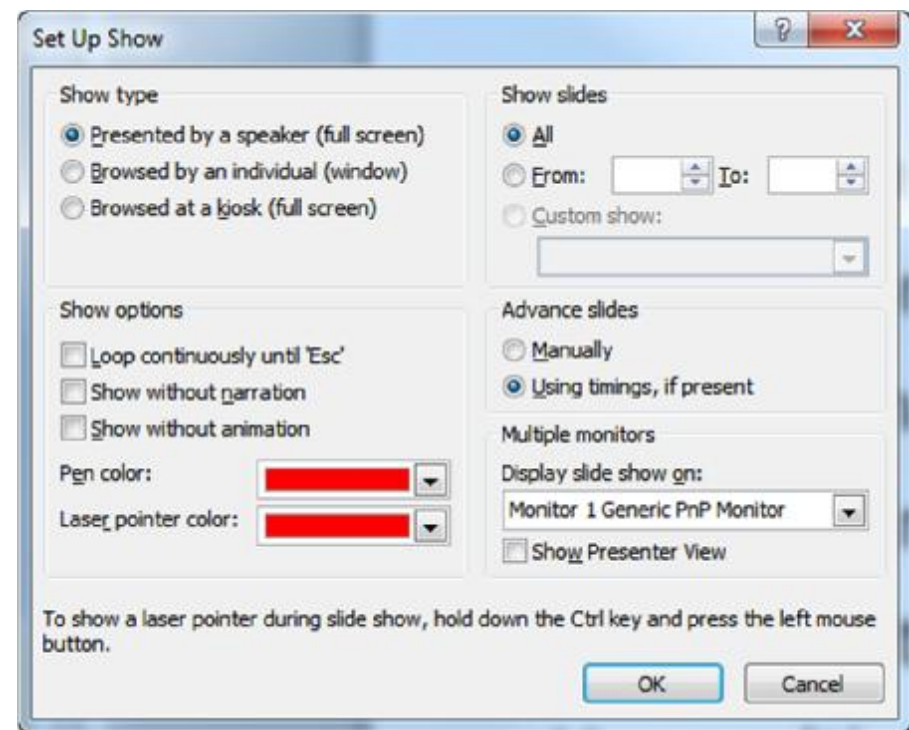 Set Up Show
?
Show type
Presented by a speaker (full screen)
Browsed by an individual (window)
Browsed at a kiosk (full screen)
Show slides
All
From: To:
Custom show:
Show options
Loop continuously until 'Esc'
Show without narration
Show without animation
Pen color:
Laser pointer color:
Advance slides
Manually
Using timings, if present
Multiple monitors
Display slide show on:
Monitor 1 Generic PnP Monitor
Show Presenter View
To show a laser pointer during slide show, hold down the Ctrl key and press the left mouse
button.
OK Cancel